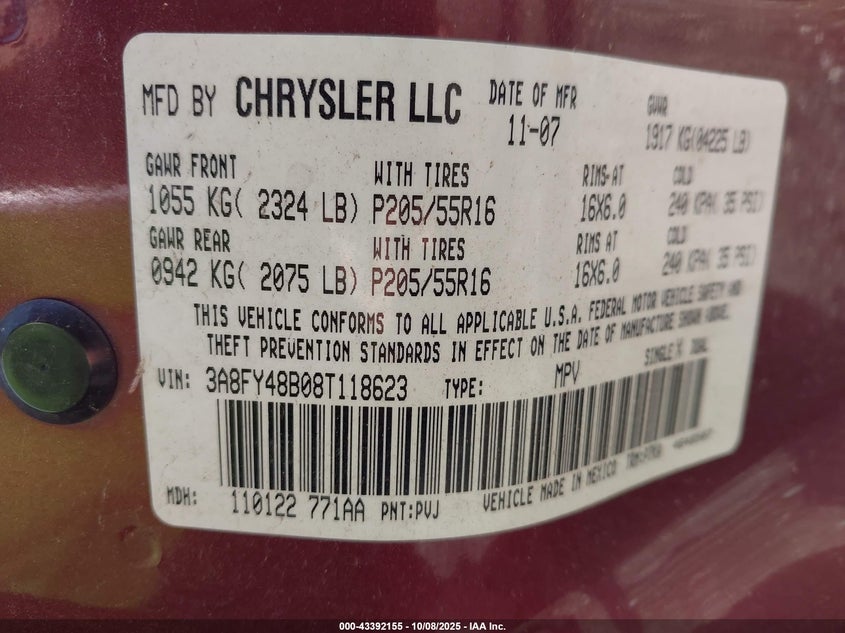 MFD BY CHRYSLER LLC DATE OF MFR GVWR
11-07 1917 KG(04225 LB)
GAWR FRONT WITH TIRES RIMS-AT COLD
1055 KG( 2324 LB) P205/55R16 16X6.0 240 KPA( 35 PSI)
GAWR REAR WITH TIRES RIMS AT COLD
0942 KG( 2075 LB) P205/55R16 16X6.0 240 KPA( 35 PSI)
THIS VEHICLE CONFORMS TO ALL APPLICABLE U.S.A. FEDERAL MOTOR VEHICLE SAFETY AND
THEFT PREVENTION STANDARDS IN EFFECT ON THE DATE OF MANUFACTURE SHOWN ABOVE.
VIN: 3A8FY48B08T118623 TYPE: MPV SINGLE X DUAL
MDH: 110122 771AA PNT:PVJ VEHICLE MADE IN MEXICO
000-43392155 - 10/08/2025 - IAA Inc.